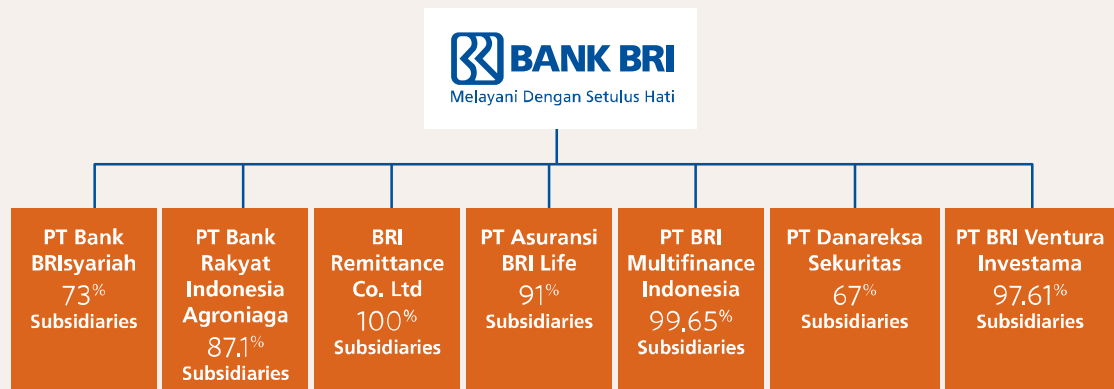 BANK BRI
Melayani Dengan Setulus Hati
PT Bank
BRIsyariah
73%
Subsidiaries
PT Bank
Rakyat
Indonesia
Agroniaga
87.1%
Subsidiaries
BRI
Remittance
Co. Ltd
100%
Subsidiaries
PT Asuransi
BRI Life
91%
Subsidiaries
PT BRI
Multifinance
Indonesia
99.65%
Subsidiaries
PT Danareksa
Sekuritas
67%
Subsidiaries
PT BRI Ventura
Investama
97.61%
Subsidiaries